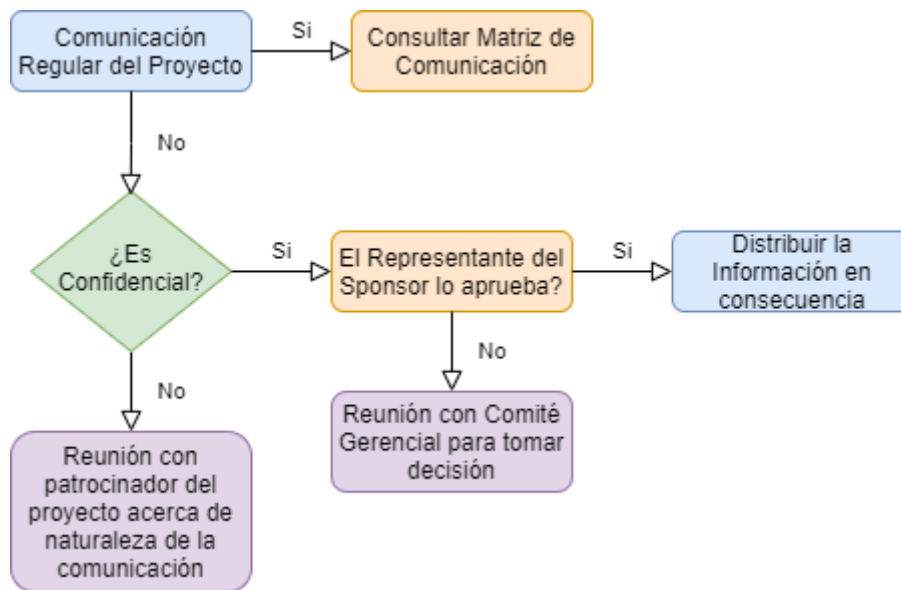 Comunicación
Regular del Proyecto
Si
Consultar Matriz de
Comunicación
No
¿Es
Confidencial?
Si
El Representante del
Sponsor lo aprueba?
Si
Distribuir la
Información en
consecuencia
No
No
Reunión con Comité
Gerencial para tomar
decisión
Reunión con
patrocinador del
proyecto acerca de
naturaleza de la
comunicación